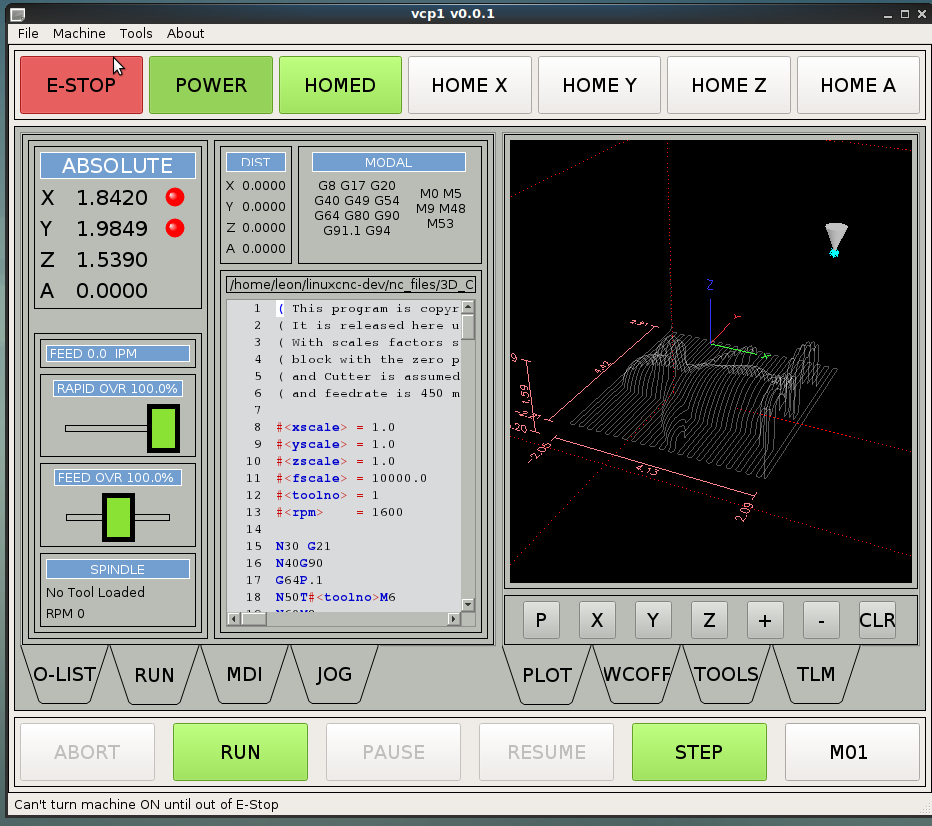 vcp1 v0.0.1
File Machine Tools About
E-STOP POWER HOMED HOME X HOME Y HOME Z HOME A
ABSOLUTE
X 1.8420
Y 1.9849
Z 1.5390
A 0.0000
FEED 0.0 IPM
RAPID OVR 100.0%
FEED OVR 100.0%
SPINDLE
No Tool Loaded
RPM 0
DIST
X 0.0000
Y 0.0000
Z 0.0000
A 0.0000
MODAL
G8 G17 G20
G40 G49 G54
G64 G80 G90
G91.1 G94
M0 M5
M9 M48
M53
/home/leon/linuxcnc-dev/nc_files/3D_C
1 ( This program is copyr
2 ( It is released here u
3 ( With scales factors s
4 ( block with the zero p
5 ( and Cutter is assumed
6 ( and feedrate is 450 m
7
8 #<xscale> = 1.0
9 #<yscale> = 1.0
10 #<zscale> = 1.0
11 #<fscale> = 10000.0
12 #<toolno> = 1
13 #<rpm> = 1600
14
15 N30 G21
16 N40G90
17 G64P.1
18 N50T#<toolno>M6
Z
X
1.59
-2.05
4.13
2.09
P X Y Z + - CLR
O-LIST RUN MDI JOG
PLOT WCOFF TOOLS TLM
ABORT RUN PAUSE RESUME STEP M01
Can't turn machine ON until out of E-Stop